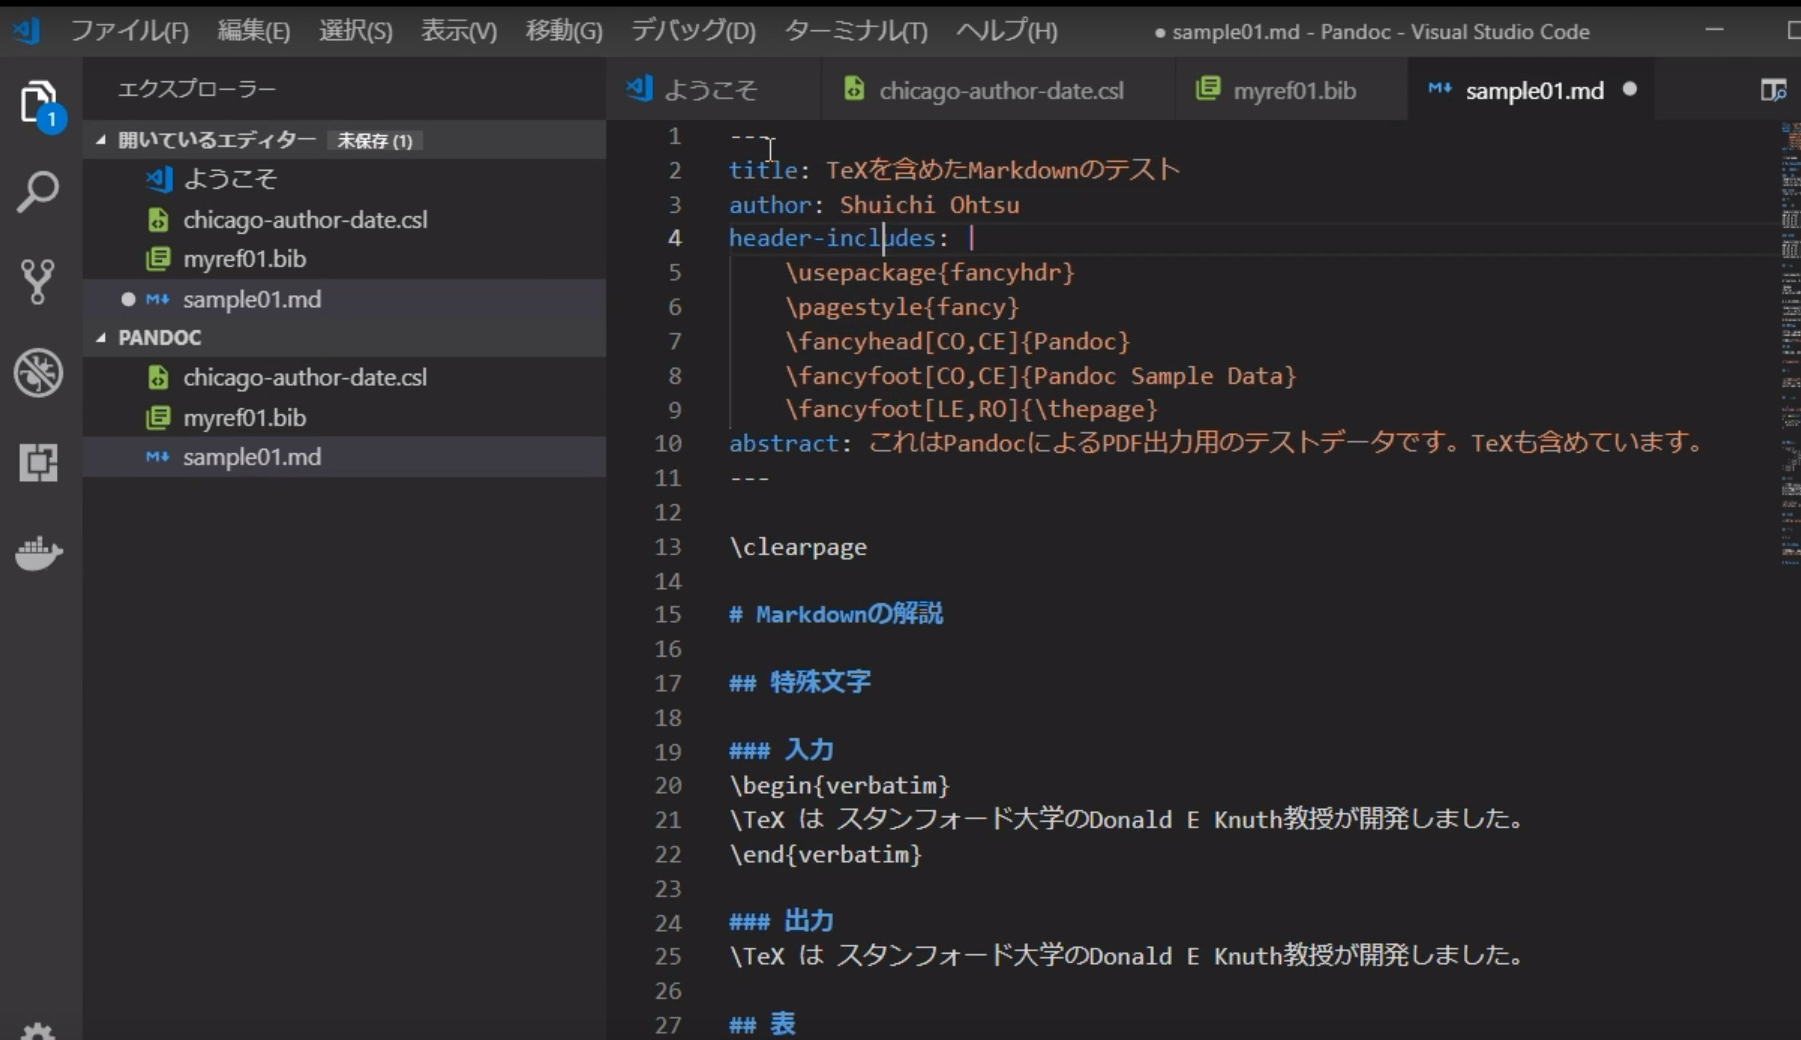 ファイル(F) 編集(E) 選択(S) 表示(V) 移動(G) デバッグ(D) ターミナル(T) ヘルプ(H) ● sample01.md - Pandoc - Visual Studio Code
エクスプローラー
1
開いているエディター 未保存 (1)
ようこそ
chicago-author-date.csl
myref01.bib
sample01.md
PANDOC
chicago-author-date.csl
myref01.bib
sample01.md
ようこそ chicago-author-date.csl myref01.bib sample01.md
1 ---
2 title: TeXを含めたMarkdownのテスト
3 author: Shuichi Ohtsu
4 header-includes: |
5 \usepackage{fancyhdr}
6 \pagestyle{fancy}
7 \fancyhead[CO,CE]{Pandoc}
8 \fancyfoot[CO,CE]{Pandoc Sample Data}
9 \fancyfoot[LE,RO]{\thepage}
10 abstract: これはPandocによるPDF出力用のテストデータです。TeXも含めています。
11 ---
12
13 \clearpage
14
15 # Markdownの解説
16
17 ## 特殊文字
18
19 ### 入力
20 \begin{verbatim}
21 \TeX は スタンフォード大学のDonald E Knuth教授が開発しました。
22 \end{verbatim}
23
24 ### 出力
25 \TeX は スタンフォード大学のDonald E Knuth教授が開発しました。
26
27 ## 表